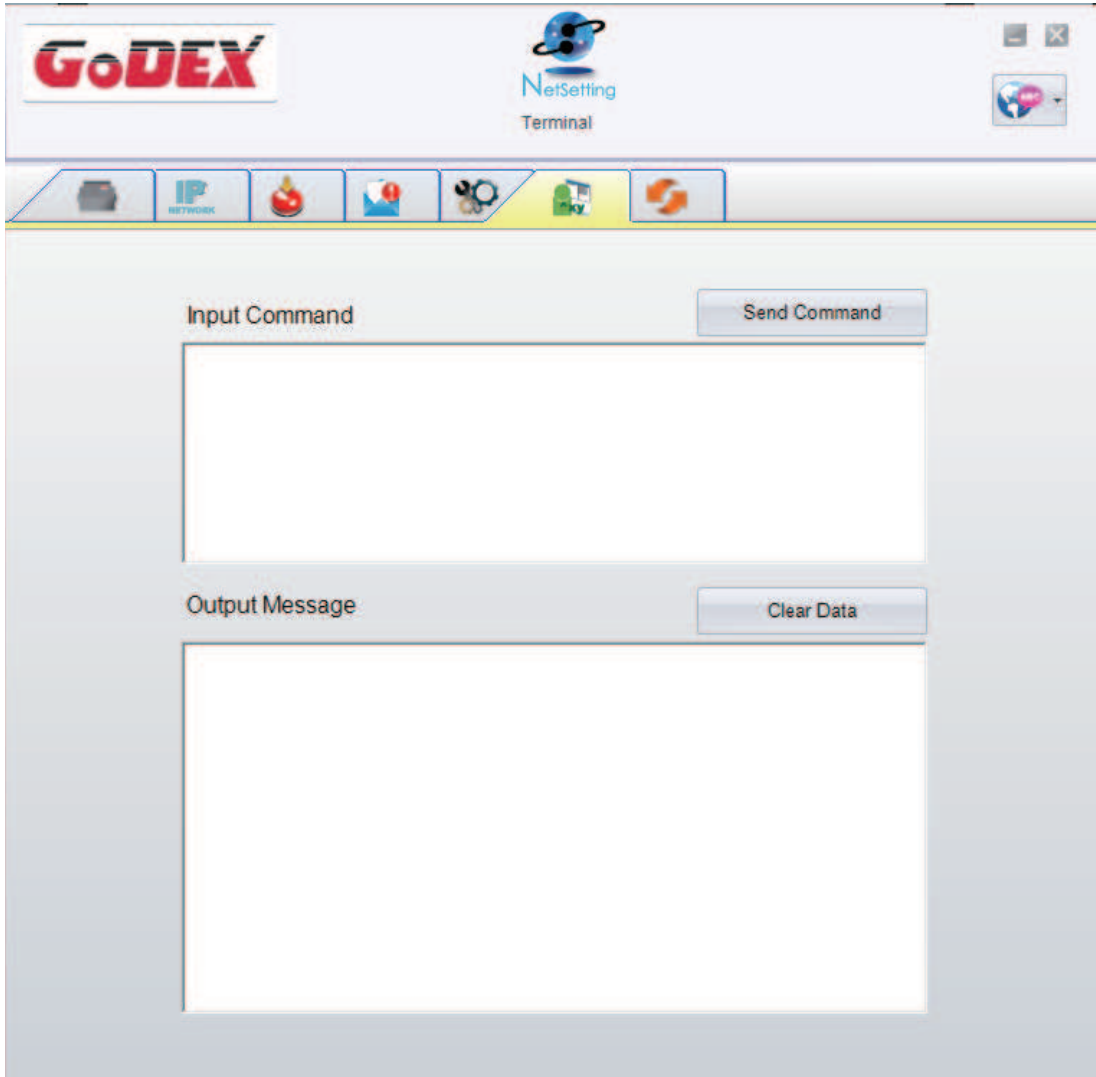 GoDEX
NetSetting
Terminal
IP
NETWORK
Input Command
Send Command
Output Message
Clear Data